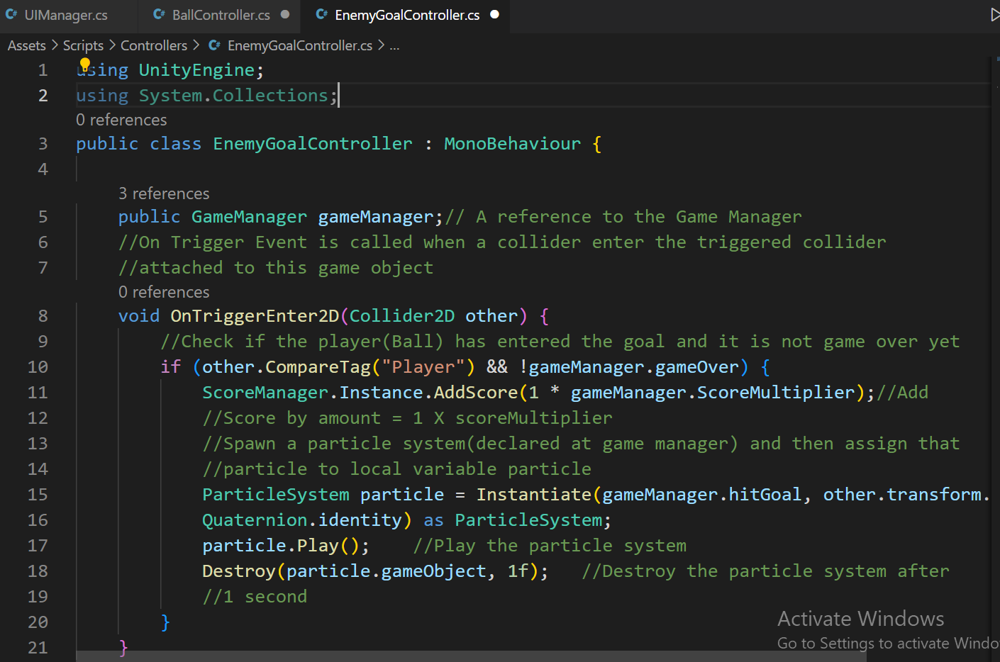 UIManager.cs BallController.cs EnemyGoalController.cs
Assets > Scripts > Controllers > EnemyGoalController.cs > ...
1 using UnityEngine;
2 using System.Collections;
0 references
3 public class EnemyGoalController : MonoBehaviour {
4
3 references
5 public GameManager gameManager;// A reference to the Game Manager
6 //On Trigger Event is called when a collider enter the triggered collider
7 //attached to this game object
0 references
8 void OnTriggerEnter2D(Collider2D other) {
9 //Check if the player(Ball) has entered the goal and it is not game over yet
10 if (other.CompareTag("Player") && !gameManager.gameOver) {
11 ScoreManager.Instance.AddScore(1 * gameManager.ScoreMultiplier);//Add
12 //Score by amount = 1 X scoreMultiplier
13 //Spawn a particle system(declared at game manager) and then assign that
14 //particle to local variable particle
15 ParticleSystem particle = Instantiate(gameManager.hitGoal, other.transform.
16 Quaternion.identity) as ParticleSystem;
17 particle.Play(); //Play the particle system
18 Destroy(particle.gameObject, 1f); //Destroy the particle system after
19 //1 second
20 }
21 }
Activate Windows
Go to Settings to activate Windo